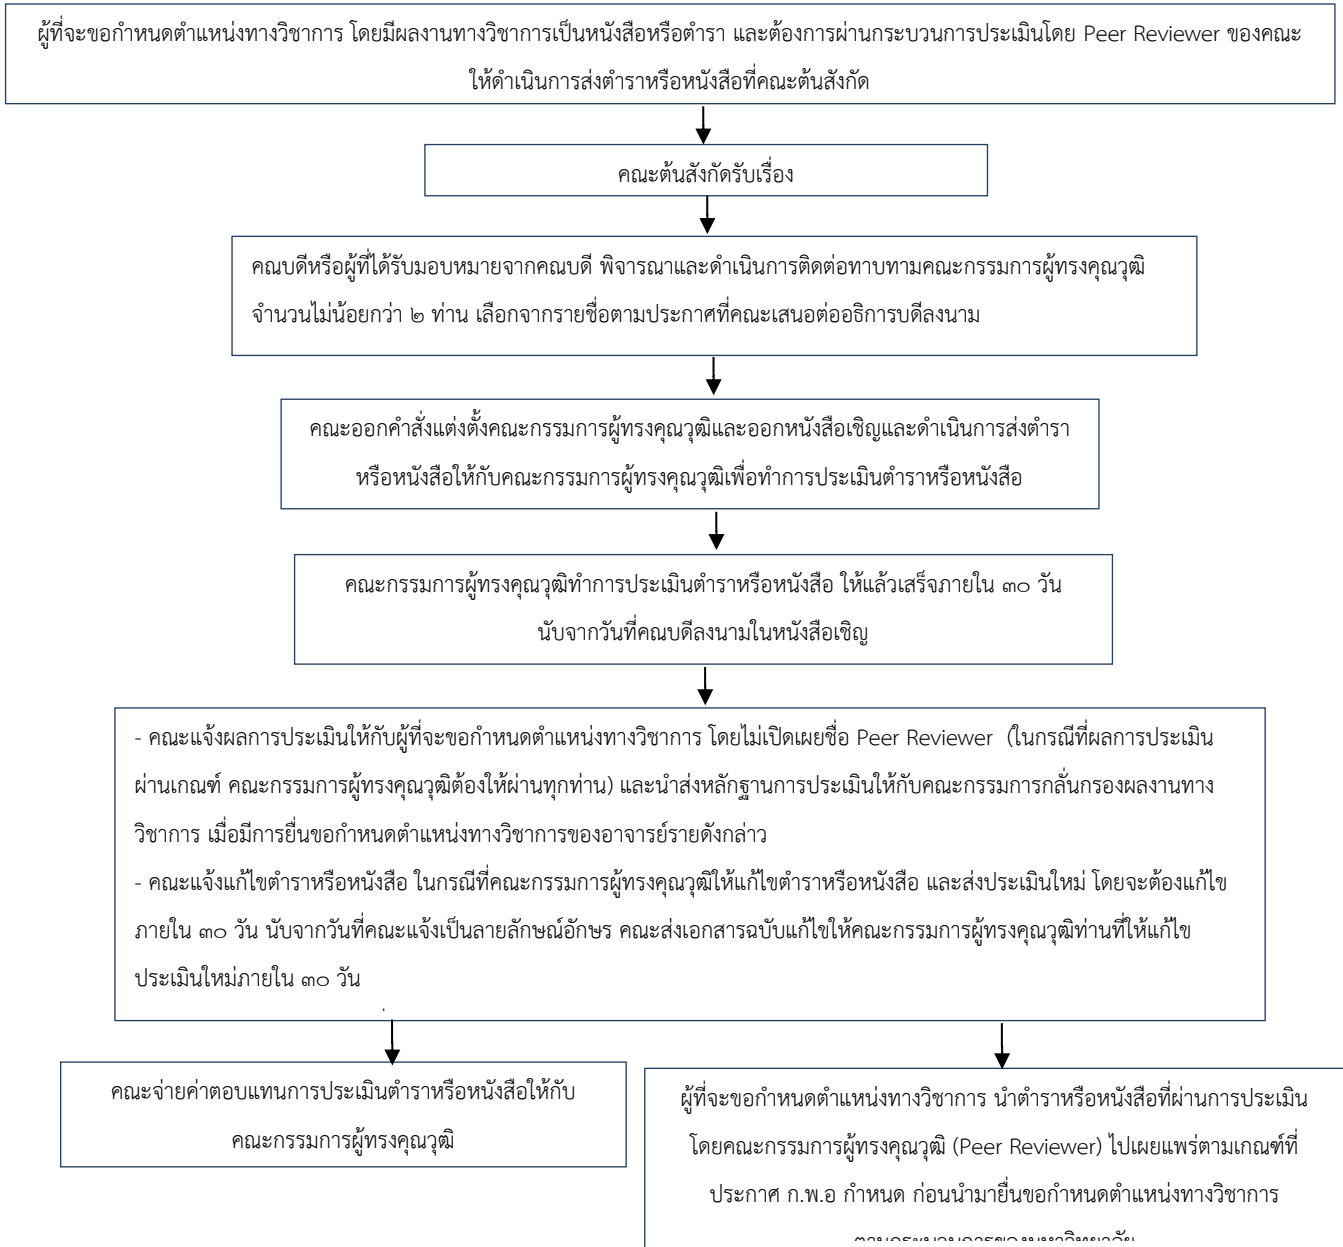 ผู้ที่จะขอกำหนดตำแหน่งทางวิชาการ โดยมีผลงานทางวิชาการเป็นหนังสือหรือตำรา และต้องการผ่านกระบวนการประเมินโดย Peer Reviewer ของคณะ
ให้ดำเนินการส่งตำราหรือหนังสือที่คณะต้นสังกัด
คณะต้นสังกัดรับเรื่อง
คณบดีหรือผู้ที่ได้รับมอบหมายจากคณบดี พิจารณาและดำเนินการติดต่อทาบทามคณะกรรมการผู้ทรงคุณวุฒิ
จำนวนไม่น้อยกว่า ๒ ท่าน เลือกจากรายชื่อตามประกาศที่คณะเสนอต่ออธิการบดีลงนาม
คณะออกคำสั่งแต่งตั้งคณะกรรมการผู้ทรงคุณวุฒิและออกหนังสือเชิญและดำเนินการส่งตำรา
หรือหนังสือให้กับคณะกรรมการผู้ทรงคุณวุฒิเพื่อทำการประเมินตำราหรือหนังสือ
คณะกรรมการผู้ทรงคุณวุฒิทำการประเมินตำราหรือหนังสือ ให้แล้วเสร็จภายใน ๓๐ วัน
นับจากวันที่คณบดีลงนามในหนังสือเชิญ
- คณะแจ้งผลการประเมินให้กับผู้ที่จะขอกำหนดตำแหน่งทางวิชาการ โดยไม่เปิดเผยชื่อ Peer Reviewer (ในกรณีที่ผลการประเมิน
ผ่านเกณฑ์ คณะกรรมการผู้ทรงคุณวุฒิต้องให้ผ่านทุกท่าน) และนำส่งหลักฐานการประเมินให้กับคณะกรรมการกลั่นกรองผลงานทาง
วิชาการ เมื่อมีการยื่นขอกำหนดตำแหน่งทางวิชาการของอาจารย์รายดังกล่าว
- คณะแจ้งแก้ไขตำราหรือหนังสือ ในกรณีที่คณะกรรมการผู้ทรงคุณวุฒิให้แก้ไขตำราหรือหนังสือ และส่งประเมินใหม่ โดยจะต้องแก้ไข
ภายใน ๓๐ วัน นับจากวันที่คณะแจ้งเป็นลายลักษณ์อักษร คณะส่งเอกสารฉบับแก้ไขให้คณะกรรมการผู้ทรงคุณวุฒิท่านที่ให้แก้ไข
ประเมินใหม่ภายใน ๓๐ วัน
คณะจ่ายค่าตอบแทนการประเมินตำราหรือหนังสือให้กับ
คณะกรรมการผู้ทรงคุณวุฒิ
ผู้ที่จะขอกำหนดตำแหน่งทางวิชาการ นำตำราหรือหนังสือที่ผ่านการประเมิน
โดยคณะกรรมการผู้ทรงคุณวุฒิ (Peer Reviewer) ไปเผยแพร่ตามเกณฑ์ที่
ประกาศ ก.พ.อ กำหนด ก่อนนำมายื่นขอกำหนดตำแหน่งทางวิชาการ